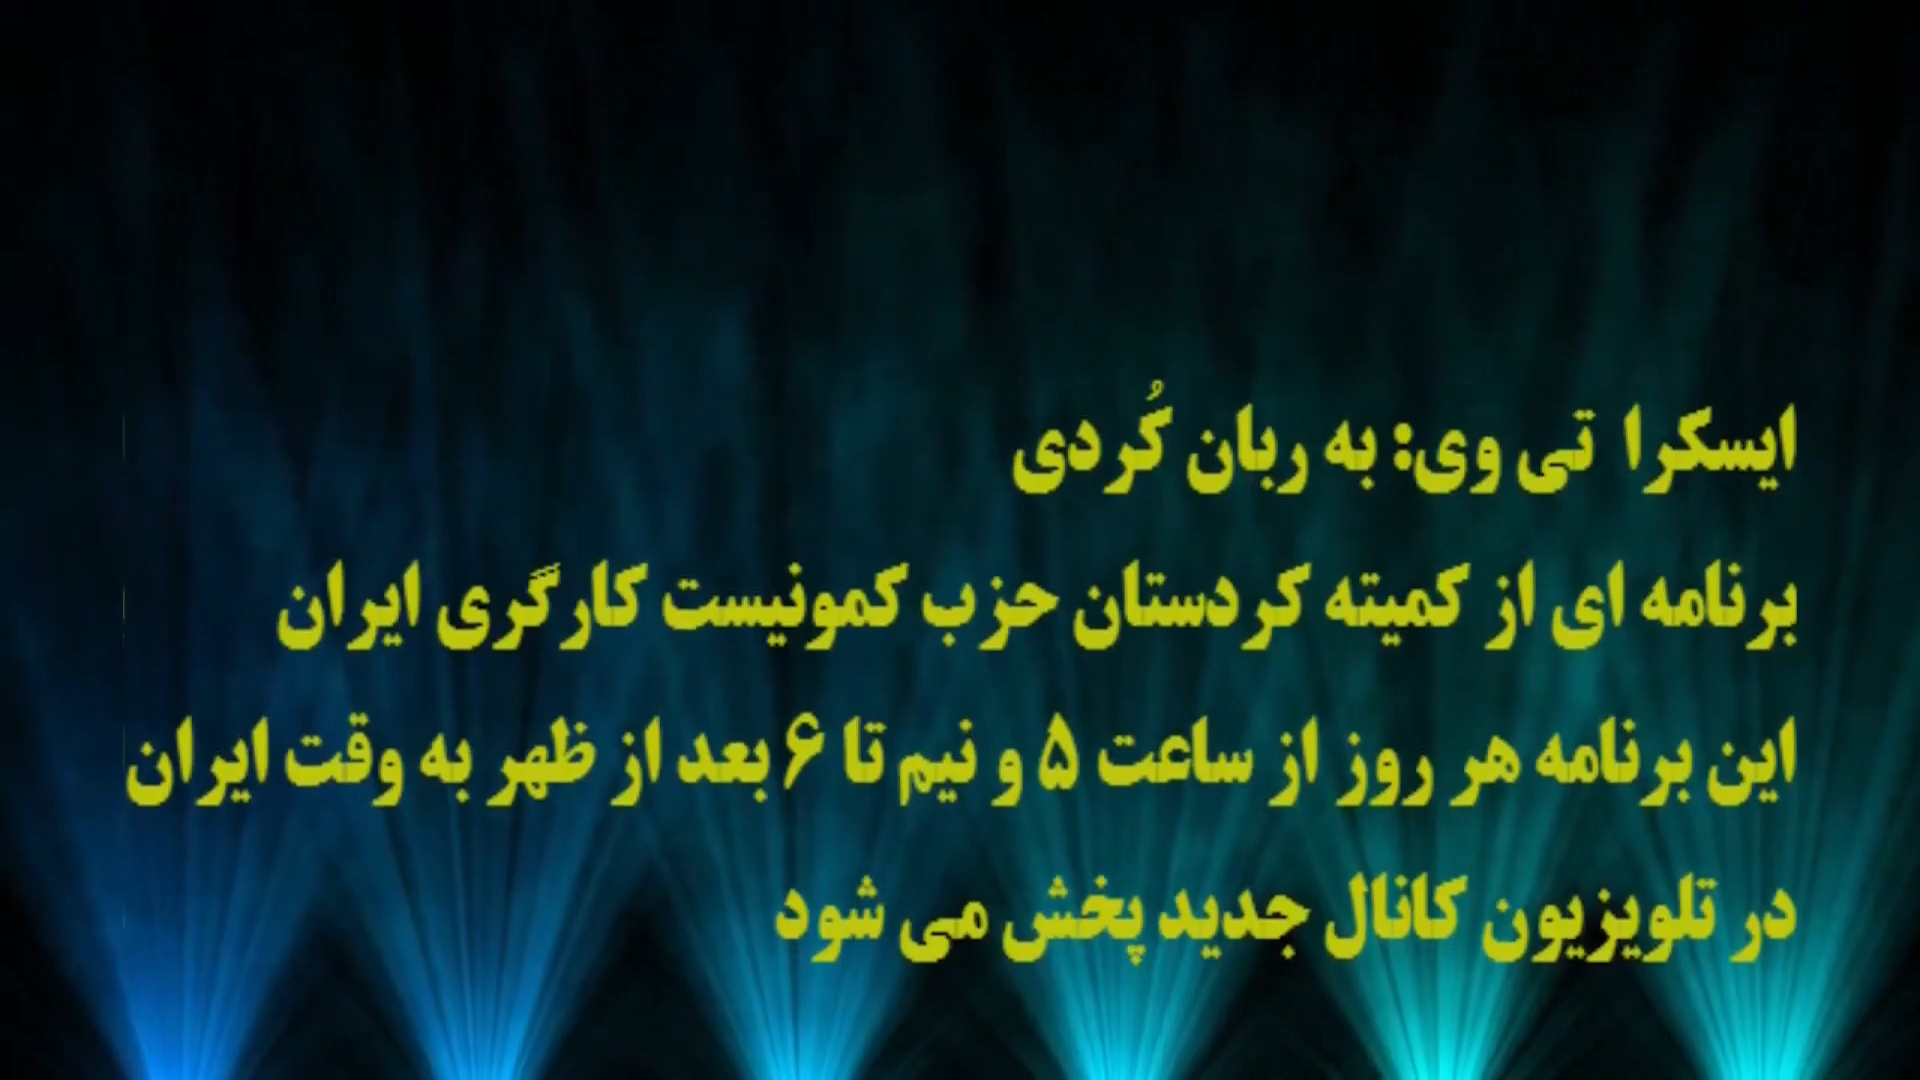 ایسکرا تی وی: به ربان کُردی
برنامه ای از کمیته کردستان حزب کمونیست کارگری ایران
این برنامه هر روز از ساعت ۵ و نیم تا ۶ بعد از ظهر به وقت ایران
در تلویزیون کانال جدید پخش می شود